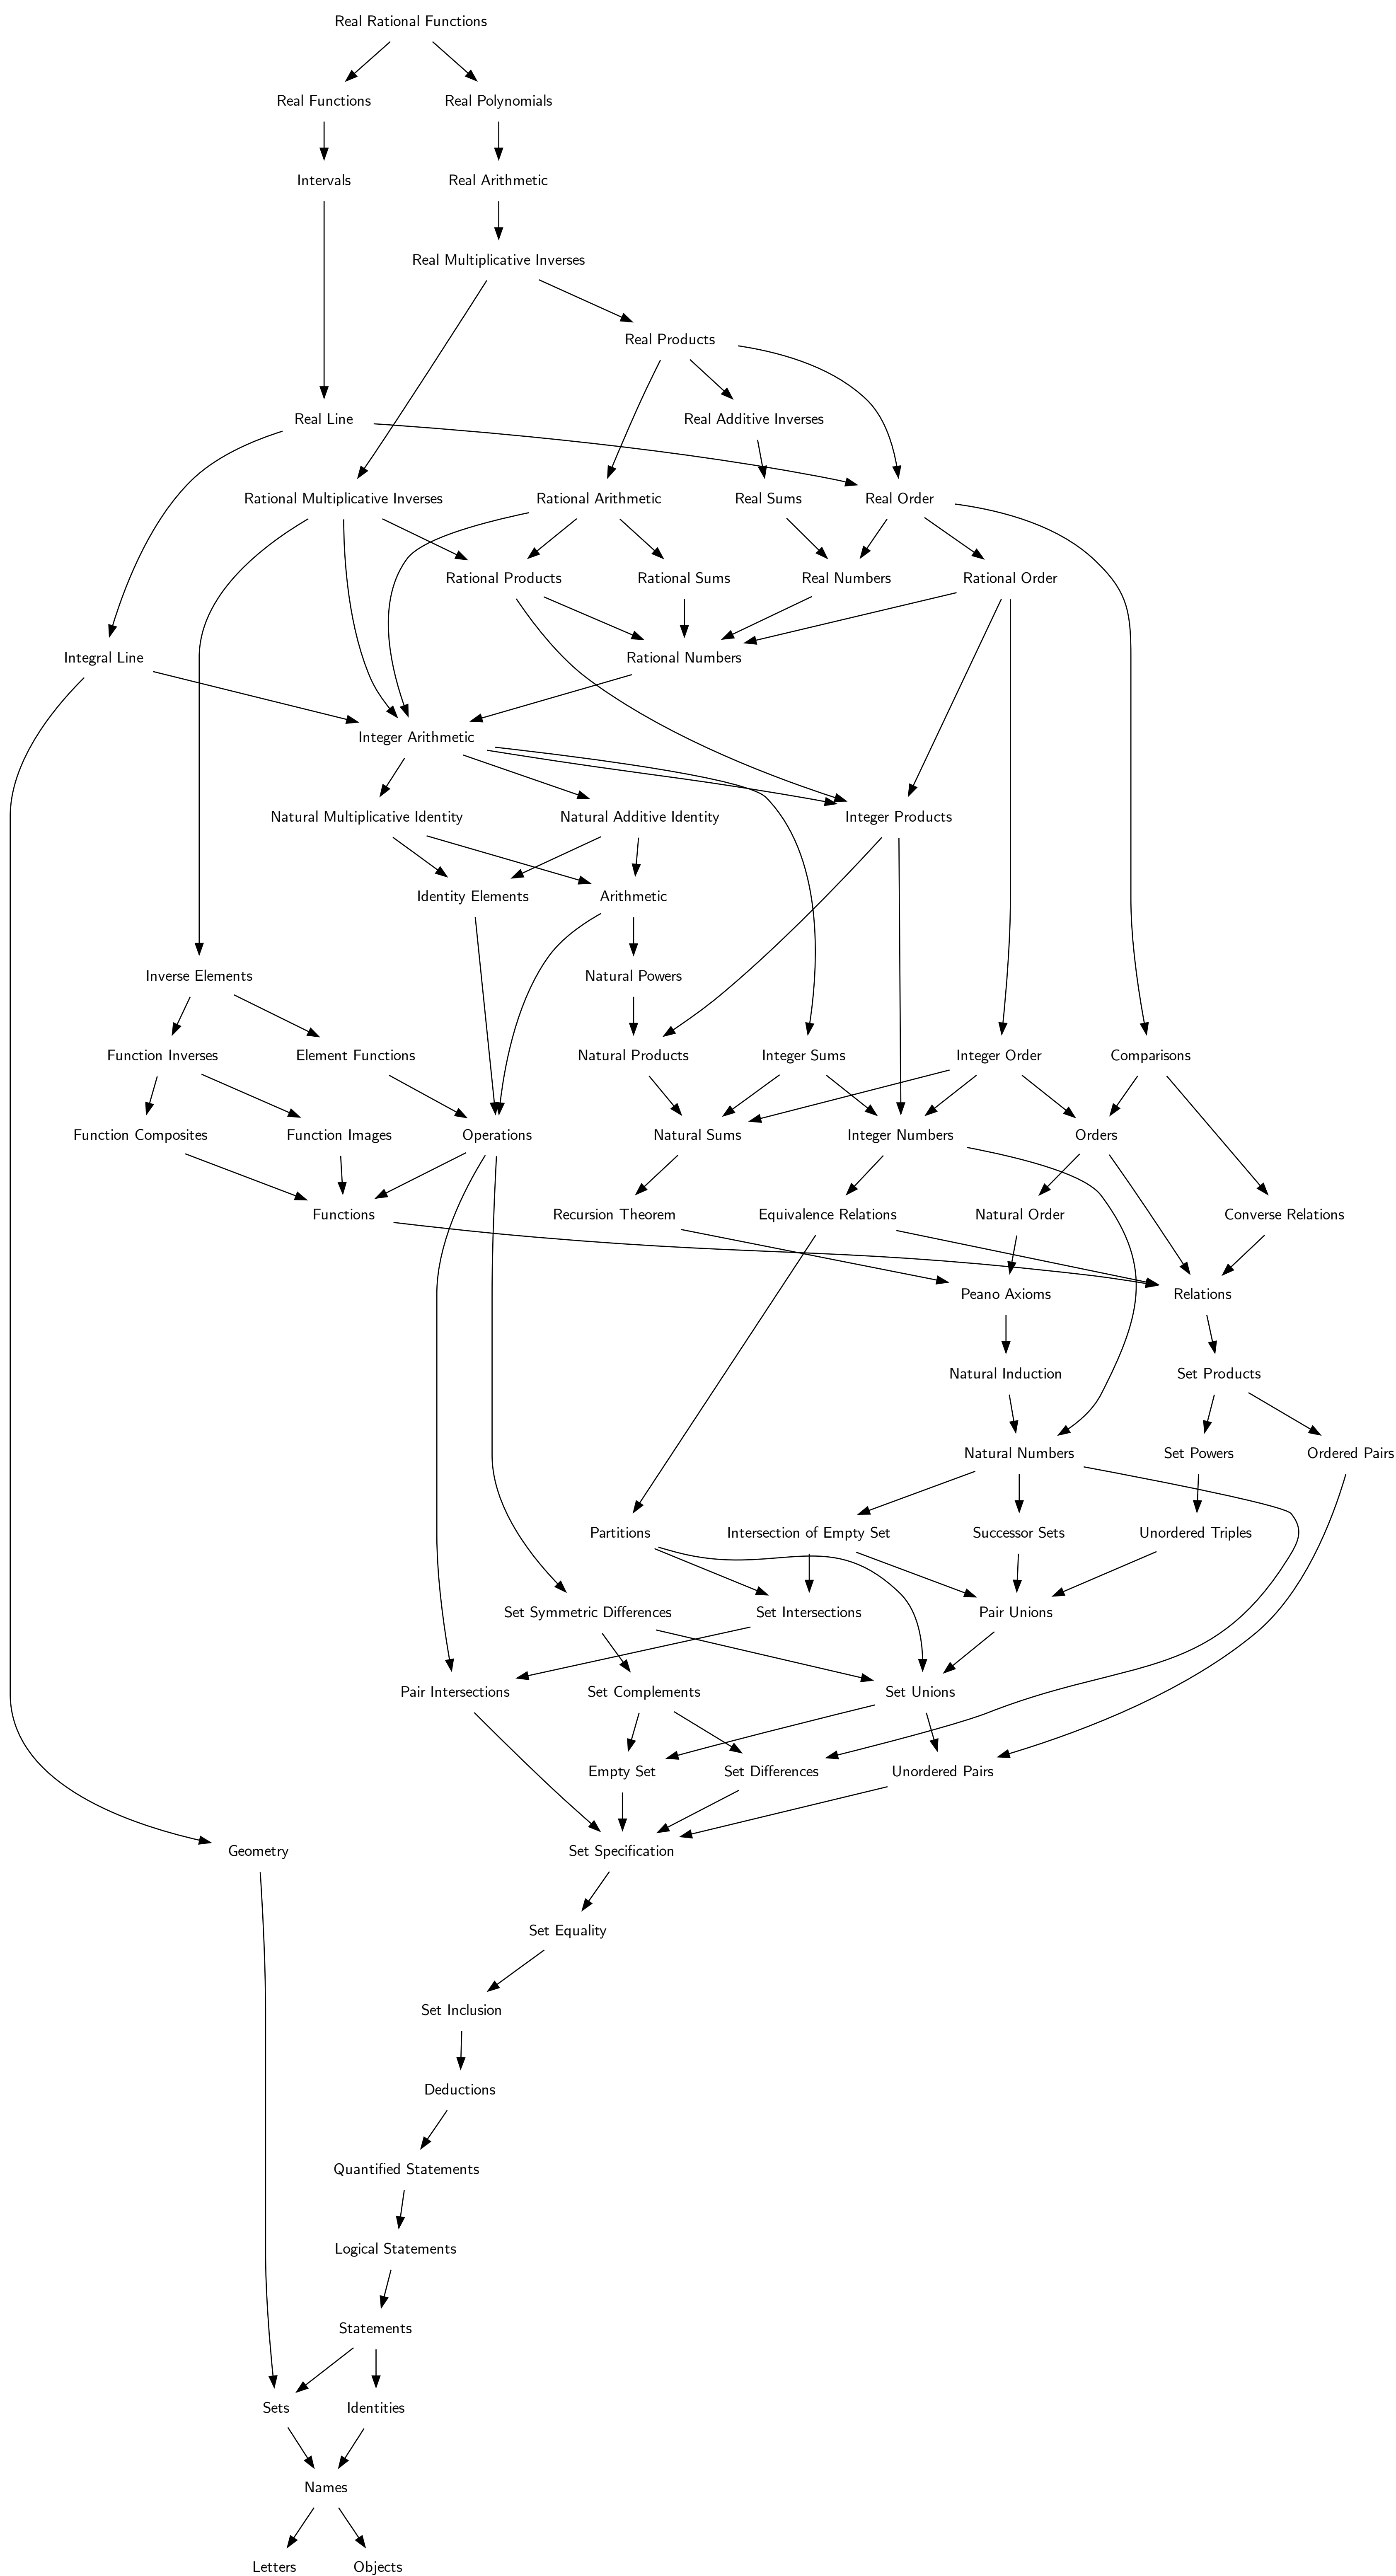 Real Rational Functions
Real Functions
Real Polynomials
Intervals
Real Arithmetic
Real Multiplicative Inverses
Real Products
Real Line
Real Additive Inverses
Rational Multiplicative Inverses
Rational Arithmetic
Real Sums
Real Order
Rational Products
Rational Sums
Real Numbers
Rational Order
Integral Line
Rational Numbers
Integer Arithmetic
Natural Multiplicative Identity
Natural Additive Identity
Integer Products
Identity Elements
Arithmetic
Inverse Elements
Natural Powers
Function Inverses
Element Functions
Natural Products
Integer Sums
Integer Order
Comparisons
Function Composites
Function Images
Operations
Natural Sums
Integer Numbers
Orders
Functions
Recursion Theorem
Equivalence Relations
Natural Order
Converse Relations
Peano Axioms
Relations
Natural Induction
Set Products
Natural Numbers
Set Powers
Ordered Pairs
Partitions
Intersection of Empty Set
Successor Sets
Unordered Triples
Set Symmetric Differences
Set Intersections
Pair Unions
Pair Intersections
Set Complements
Set Unions
Empty Set
Set Differences
Unordered Pairs
Geometry
Set Specification
Set Equality
Set Inclusion
Deductions
Quantified Statements
Logical Statements
Statements
Sets
Identities
Names
Letters
Objects